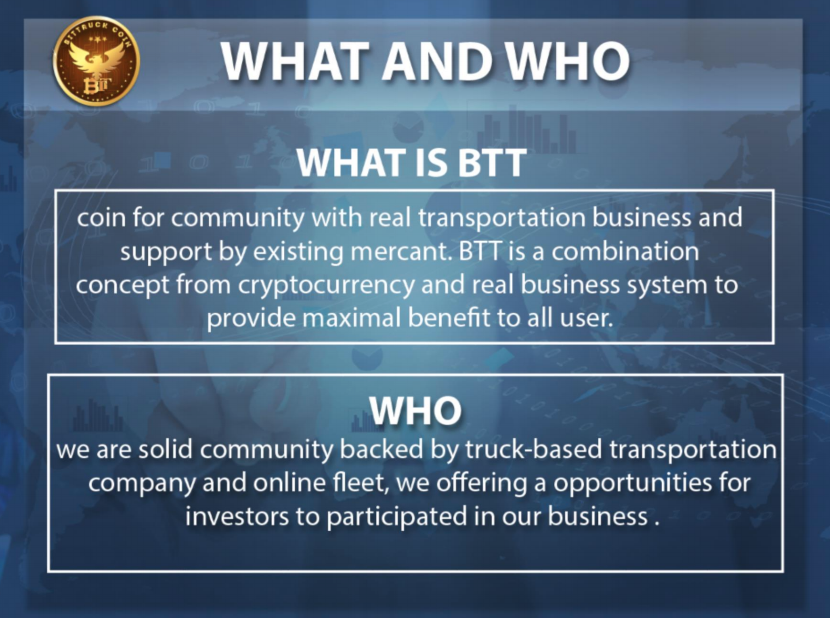 BITTRUCK COIN
BTT
WHAT AND WHO
WHAT IS BTT
coin for community with real transportation business and
support by existing mercant. BTT is a combination
concept from cryptocurrency and real business system to
provide maximal benefit to all user.
WHO
we are solid community backed by truck-based transportation
company and online fleet, we offering a opportunities for
investors to participated in our business .